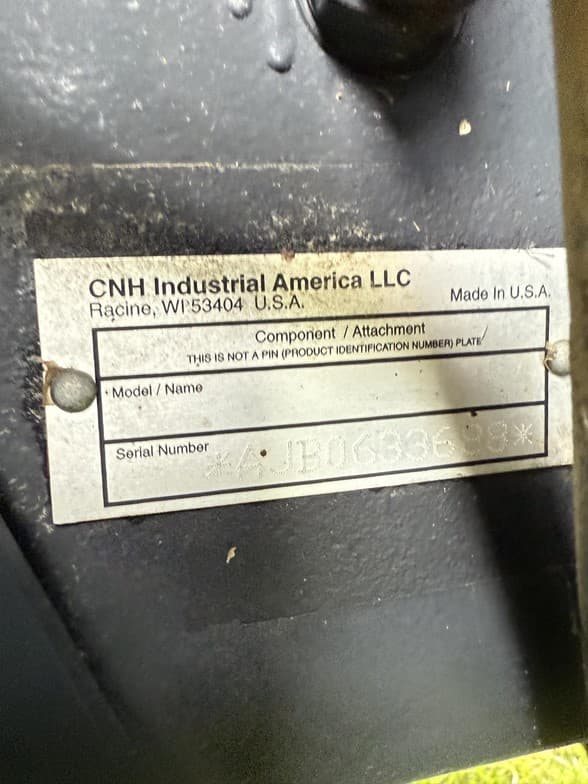 CNH Industrial America LLC
Racine, WI 53404 U.S.A.
Made In U.S.A.
Component / Attachment
THIS IS NOT A PIN (PRODUCT IDENTIFICATION NUMBER) PLATE
Model / Name
Serial Number